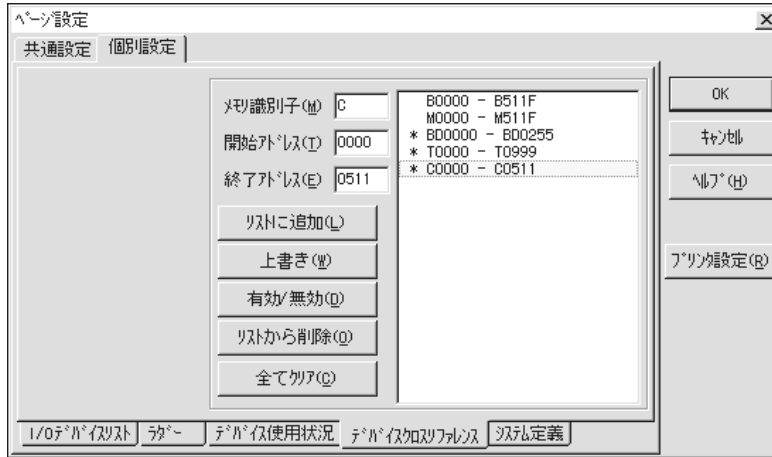 ページ設定
共通設定 個別設定
メモリ識別子(M) C
開始アドレス(T) 0000
終了アドレス(E) 0511
リストに追加(L)
上書き(W)
有効/無効(D)
リストから削除(O)
全てクリア(C)
B0000 - B511F
M0000 - M511F
* BD0000 - BD0255
* T0000 - T0999
* C0000 - C0511
OK
キャンセル
ヘルプ(H)
プリンタ設定(R)
I/Oデバイスリスト ラダー デバイス使用状況 デバイスクロスリファレンス システム定義